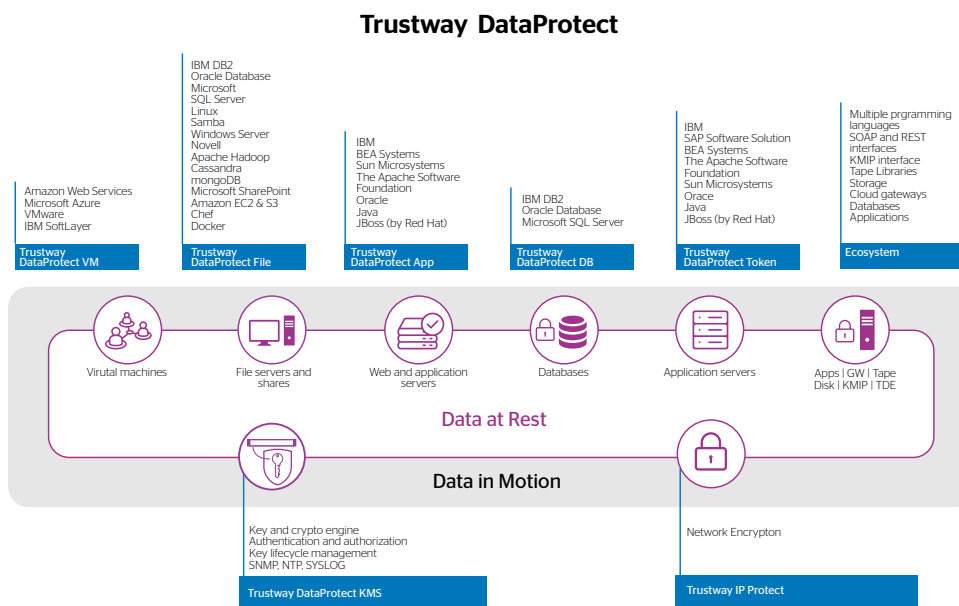 Trustway DataProtect
Amazon Web Services
Microsoft Azure
VMware
IBM SoftLayer
Trustway
DataProtect VM
IBM DB2
Oracle Database
Microsoft
SQL Server
Linux
Samba
Windows Server
Novell
Apache Hadoop
Cassandra
mongoDB
Microsoft SharePoint
Amazon EC2 & S3
Chef
Docker
Trustway
DataProtect File
IBM
BEA Systems
Sun Microsystems
The Apache Software
Foundation
Oracle
Java
JBoss (by Red Hat)
Trustway
DataProtect App
IBM DB2
Oracle Database
Microsoft SQL Server
Trustway
DataProtect DB
IBM
SAP Software Solution
BEA Systems
The Apache Software
Foundation
Sun Microsystems
Orace
Java
JBoss (by Red Hat)
Trustway
DataProtect Token
Multiple prgramming
languages
SOAP and REST
interfaces
KMIP interface
Tape Libraries
Storage
Cloud gateways
Databases
Applications
Ecosystem
Virutal machines
File servers and
shares
Web and application
servers
Databases
Application servers
Apps | GW | Tape
Disk | KMIP | TDE
Data at Rest
Data in Motion
Key and crypto engine
Authentication and authorization
Key lifecycle management
SNMP, NTP, SYSLOG
Trustway DataProtect KMS
Network Encrypton
Trustway IP Protect